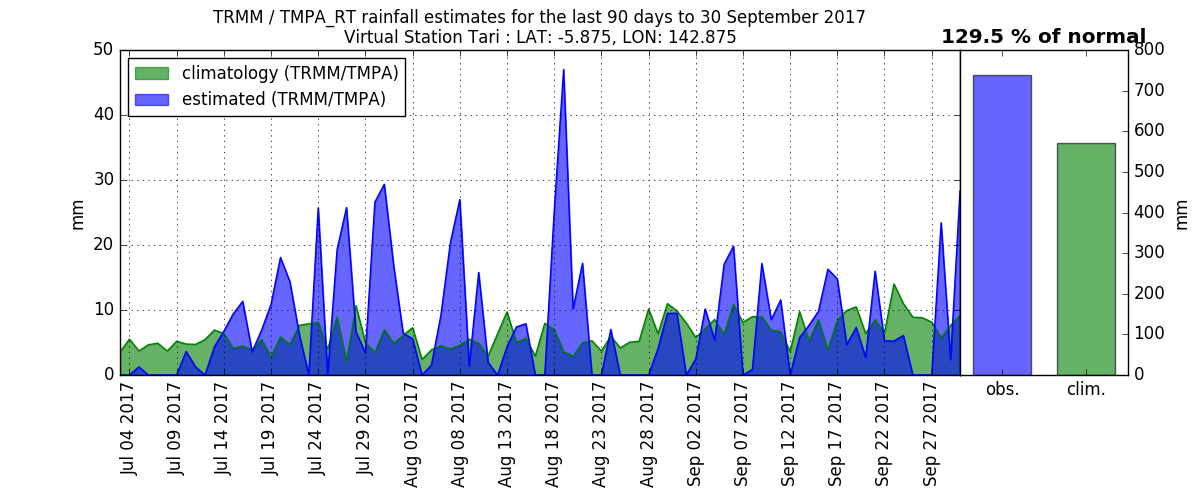 TRMM / TMPA_RT rainfall estimates for the last 90 days to 30 September 2017
Virtual Station Tari : LAT: -5.875, LON: 142.875
129.5 % of normal
climatology (TRMM/TMPA)
estimated (TRMM/TMPA)
mm
50
40
30
20
10
0
Jul 04 2017
Jul 09 2017
Jul 14 2017
Jul 19 2017
Jul 24 2017
Jul 29 2017
Aug 03 2017
Aug 08 2017
Aug 13 2017
Aug 18 2017
Aug 23 2017
Aug 28 2017
Sep 02 2017
Sep 07 2017
Sep 12 2017
Sep 17 2017
Sep 22 2017
Sep 27 2017
obs.
clim.
800
700
600
500
400
300
200
100
0
mm